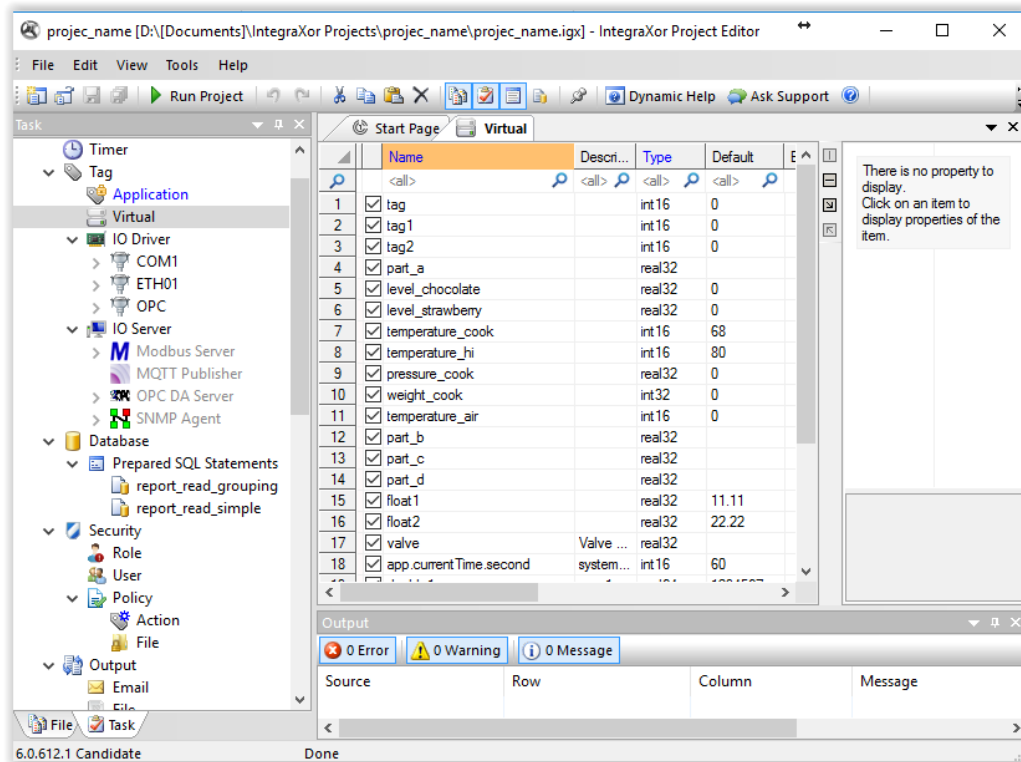 projec_name [D:\[Documents]\IntegraXor Projects\projec_name\projec_name.igx] - IntegraXor Project Editor
File Edit View Tools Help
Run Project Dynamic Help Ask Support
Task
Timer
Tag
Application
Virtual
IO Driver
COM1
ETH01
OPC
IO Server
Modbus Server
MQTT Publisher
OPC DA Server
SNMP Agent
Database
Prepared SQL Statements
report_read_grouping
report_read_simple
Security
Role
User
Policy
Action
File
Output
Email
File
File Task
Start Page Virtual
Name Descri... Type Default
<all> <all> <all> <all>
1 tag int16 0
2 tag1 int16 0
3 tag2 int16 0
4 part_a real32
5 level_chocolate real32 0
6 level_strawberry real32 0
7 temperature_cook int16 68
8 temperature_hi int16 80
9 pressure_cook real32 0
10 weight_cook int32 0
11 temperature_air int16 0
12 part_b real32
13 part_c real32
14 part_d real32
15 float1 real32 11.11
16 float2 real32 22.22
17 valve Valve ... real32
18 app.currentTime.second system... int16 60
There is no property to
display.
Click on an item to
display properties of the
item.
Output
0 Error 0 Warning 0 Message
Source Row Column Message
6.0.612.1 Candidate Done